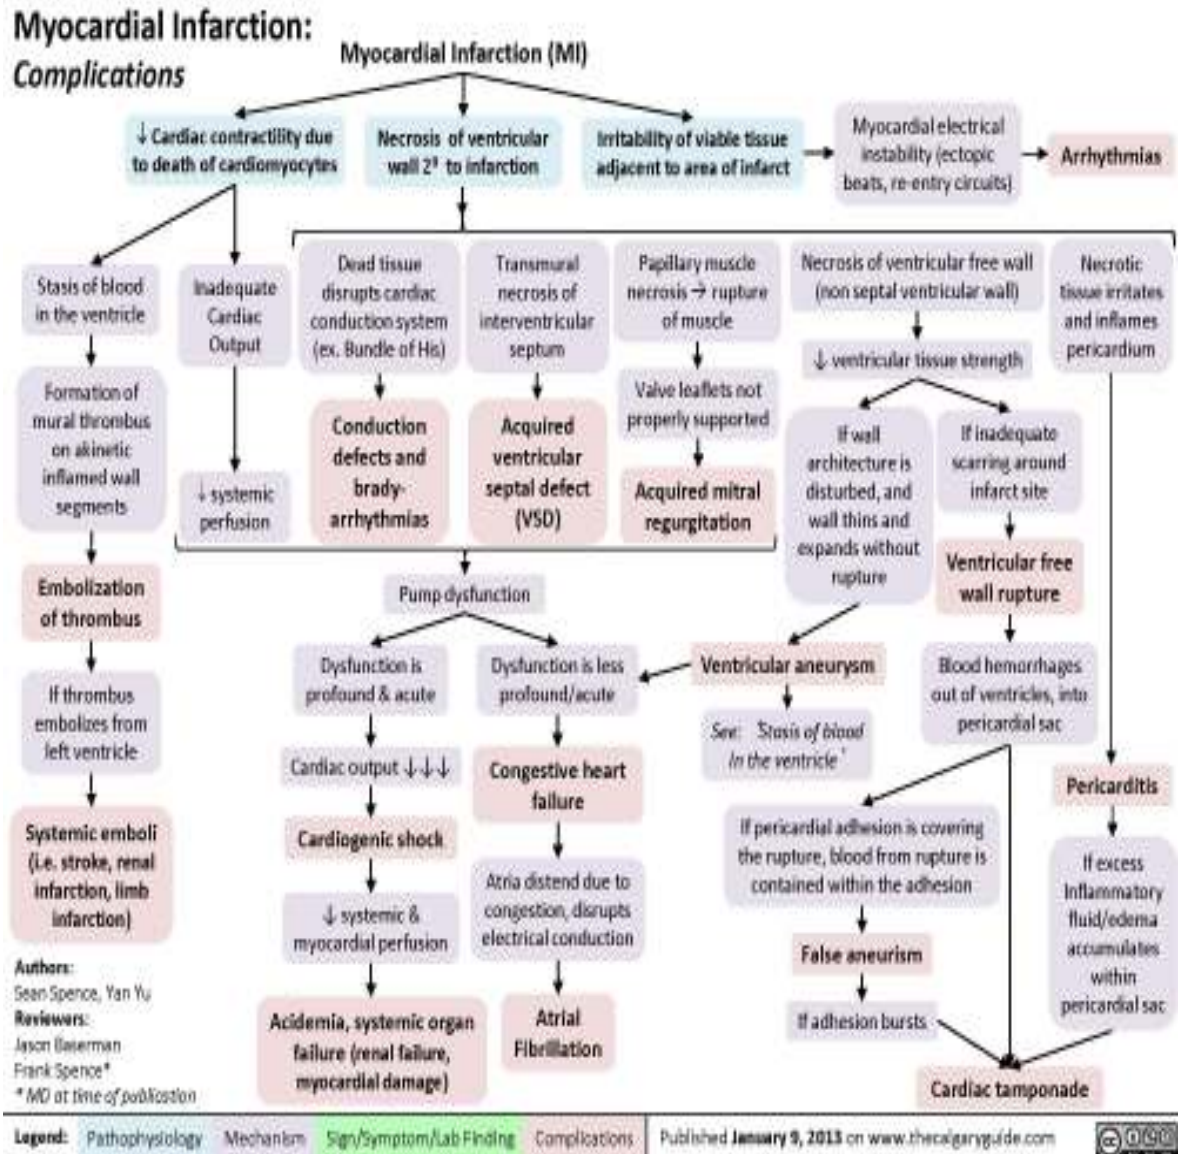 Myocardial Infarction:
Complications
Myocardial Infarction (MI)
↓ Cardiac contractility due
to death of cardiomyocytes
Necrosis of ventricular
wall 2° to infarction
Irritability of viable tissue
adjacent to area of infarct
Myocardial electrical
instability (ectopic
beats, re-entry circuits)
Arrhythmias
Stasis of blood
in the ventricle
Inadequate
Cardiac
Output
Dead tissue
disrupts cardiac
conduction system
(ex. Bundle of His)
Transmural
necrosis of
interventricular
septum
Papillary muscle
necrosis → rupture
of muscle
Necrosis of ventricular free wall
(non septal ventricular wall)
Necrotic
tissue irritates
and inflames
pericardium
↓ ventricular tissue strength
Formation of
mural thrombus
on akinetic
inflamed wall
segments
↓ systemic
perfusion
Conduction
defects and
brady-
arrhythmias
Acquired
ventricular
septal defect
(VSD)
Valve leaflets not
properly supported
Acquired mitral
regurgitation
If wall
architecture is
disturbed, and
wall thins and
expands without
rupture
If inadequate
scarring around
infarct site
Ventricular free
wall rupture
Embolization
of thrombus
Pump dysfunction
Dysfunction is
profound & acute
Dysfunction is less
profound/acute
Ventricular aneurysm
Blood hemorrhages
out of ventricles, into
pericardial sac
If thrombus
embolizes from
left ventricle
See: 'Stasis of blood
In the ventricle'
Cardiac output ↓↓↓
Congestive heart
failure
Pericarditis
Systemic emboli
(i.e. stroke, renal
infarction, limb
infarction)
Cardiogenic shock
If pericardial adhesion is covering
the rupture, blood from rupture is
contained within the adhesion
If excess
Inflammatory
fluid/edema
accumulates
within
pericardial sac
↓ systemic &
myocardial perfusion
Atria distend due to
congestion, disrupts
electrical conduction
False aneurism
If adhesion bursts
Acidemia, systemic organ
failure (renal failure,
myocardial damage)
Atrial
Fibrillation
Cardiac tamponade
Authors:
Sean Spence, Yan Yu
Reviewers:
Jason Baserman
Frank Spence*
* MD at time of publication
Legend: Pathophysiology Mechanism Sign/Symptom/Lab Finding Complications
Published January 9, 2013 on www.thecalgaryguide.com